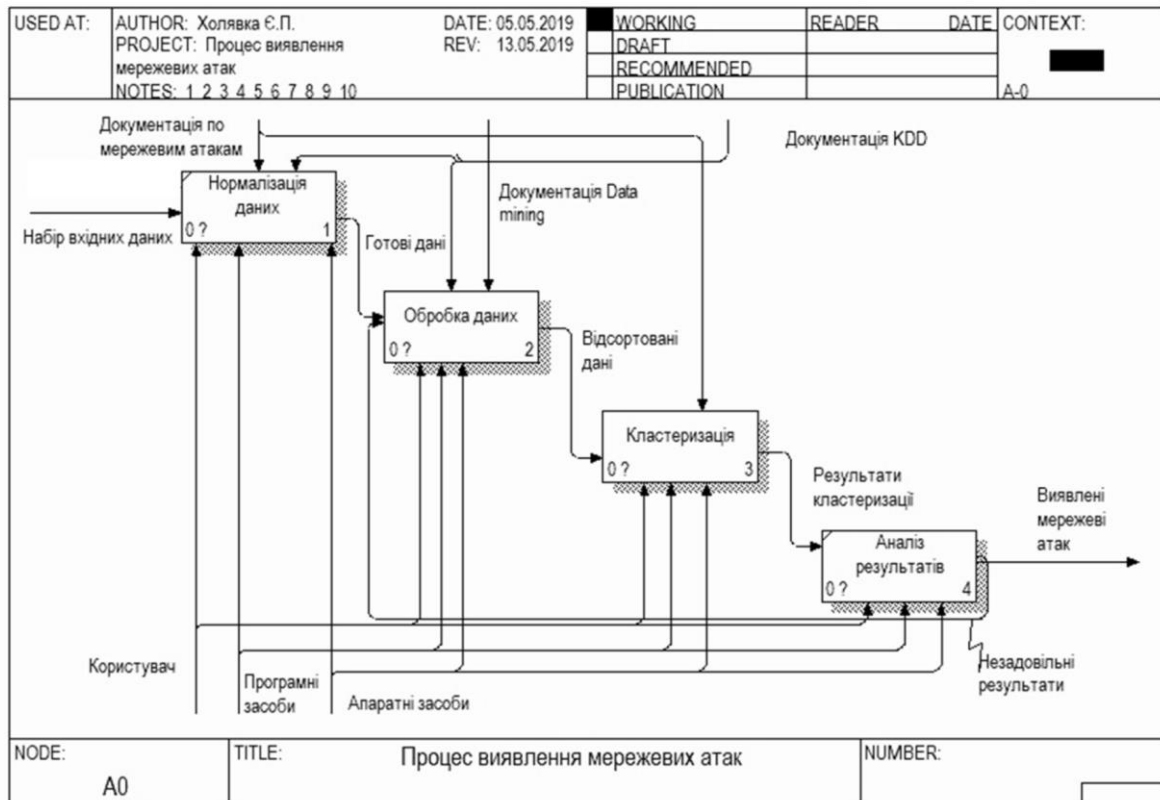 USED AT:
AUTHOR: Холявка Є.П.
DATE: 05.05.2019
PROJECT: Процес виявлення
REV: 13.05.2019
мережевих атак
NOTES: 1 2 3 4 5 6 7 8 9 10
WORKING
DRAFT
RECOMMENDED
PUBLICATION
READER DATE
CONTEXT:
A-0
Документація по
мережевим атакам
Документація KDD
Нормалізація
даних
0 ? 1
Документація Data
mining
Набір вхідних даних
Готові дані
Обробка даних
0 ? 2
Відсортовані
дані
Кластеризація
0 ? 3
Результати
кластеризації
Виявлені
мережеві
атак
Аналіз
результатів
0 ? 4
Користувач
Програмні
засоби
Апаратні засоби
Незадовільні
результати
NODE:
A0
TITLE:
Процес виявлення мережевих атак
NUMBER: